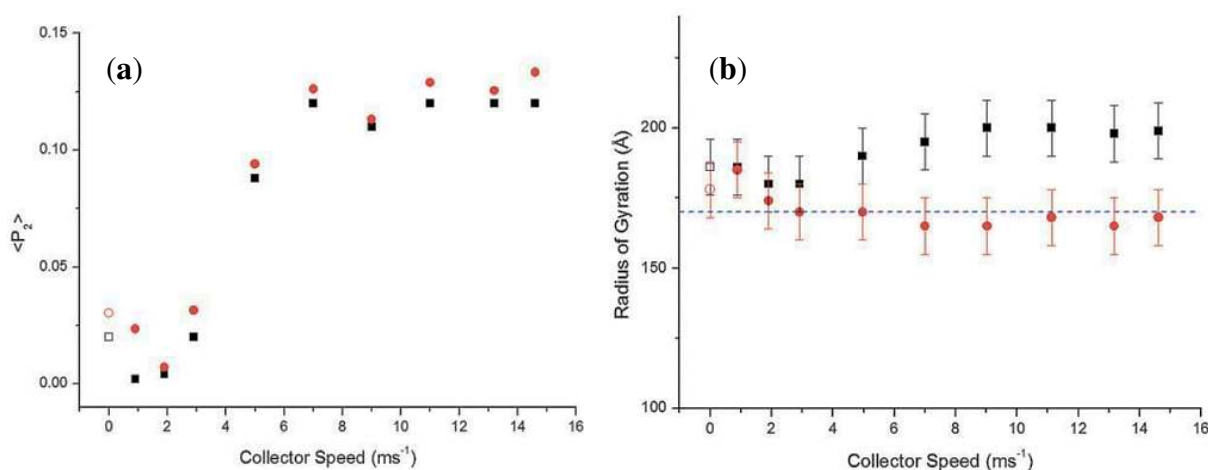 (a)
0.15
0.10
0.05
0.00
<P₂>
0 2 4 6 8 10 12 14 16
Collector Speed (ms⁻¹)
(b)
200
150
100
Radius of Gyration (Å)
0 2 4 6 8 10 12 14 16
Collector Speed (ms⁻¹)